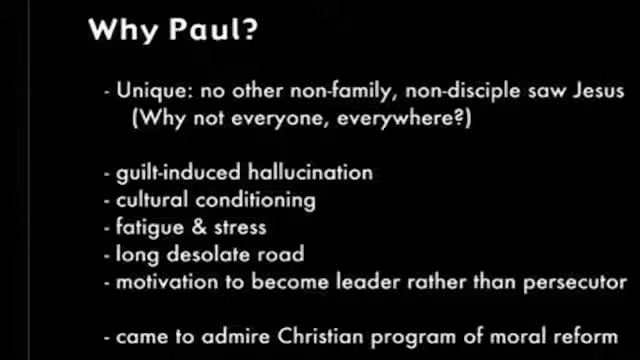 Why Paul?
- Unique: no other non-family, non-disciple saw Jesus
(Why not everyone, everywhere?)
- guilt-induced hallucination
- cultural conditioning
- fatigue & stress
- long desolate road
- motivation to become leader rather than persecutor
- came to admire Christian program of moral reform